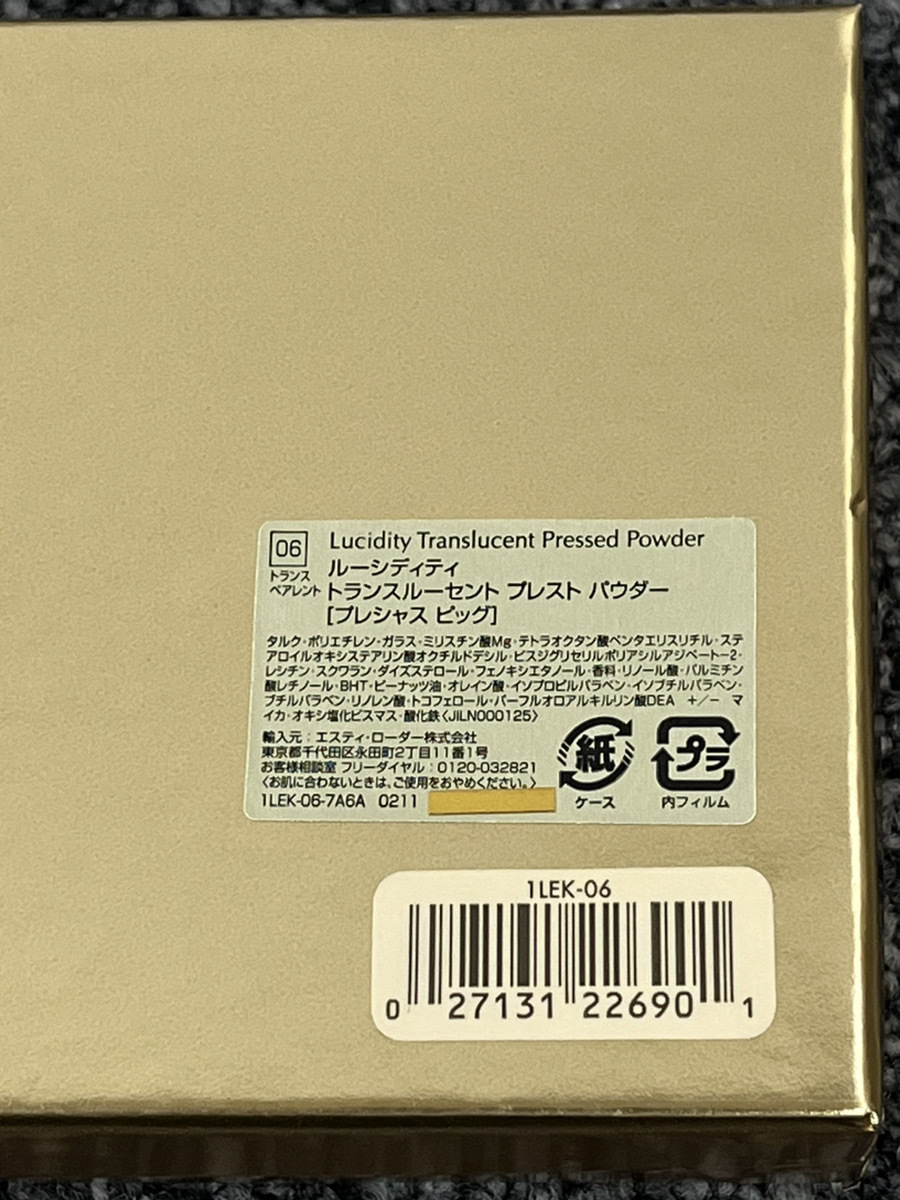 06
トランス
ペアレント
Lucidity Translucent Pressed Powder
ルーシディティ
トランスルーセント プレスト パウダー
[プレシャス ピッグ]
タルク・ポリエチレン・ガラス・ミリスチン酸Mg・テトラオクタン酸ペンタエリスリチル・ステ
アロイルオキシステアリン酸オクチルドデシル・ビスジグリセリルポリアシルアジペート-2・
レシチン・スクワラン・ダイズステロール・フェノキシエタノール・香料・リノール酸・パルミチン
酸レチノール・BHT・ピーナッツ油・オレイン酸・イソプロピルパラベン・イソブチルパラベン・
ブチルパラベン・リノレン酸・トコフェロール・パーフルオロアルキルリン酸DEA +/− マ
イカ・オキシ塩化ビスマス・酸化鉄〈JILN000125〉
輸入元：エスティ・ローダー株式会社
東京都千代田区永田町2丁目11番1号
お客様相談室 フリーダイヤル：0120-032821
〈お肌に合わないときは、ご使用をおやめください。〉
1LEK-06-7A6A 0211
紙
ケース
プラ
内フィルム
1LEK-06
0 27131 22690 1